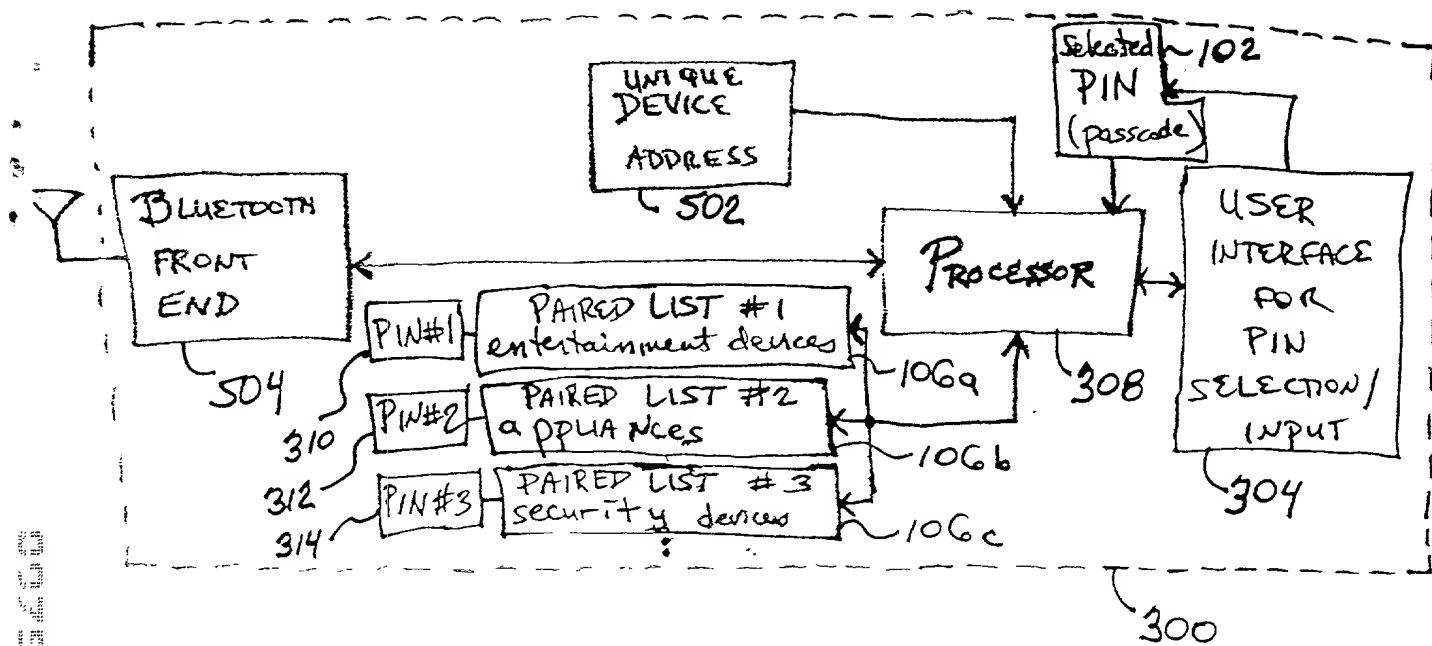 Selected
PIN
(passcode)
102
UNIQUE
DEVICE
ADDRESS
502
BLUETOOTH
FRONT
END
504
PROCESSOR
308
USER
INTERFACE
FOR
PIN
SELECTION/
INPUT
304
PIN#1
310
PAIRED LIST #1
entertainment devices
106a
PIN#2
312
PAIRED LIST #2
appliances
106b
PIN#3
314
PAIRED LIST #3
security devices
106c
300